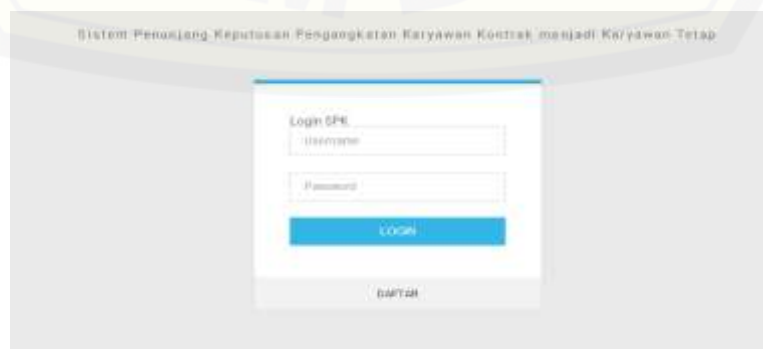 Sistem Penunjang Keputusan Pengangkatan Karyawan Kontrak menjadi Karyawan Tetap
Login SPK
Username
Password
LOGIN
DAFTAR